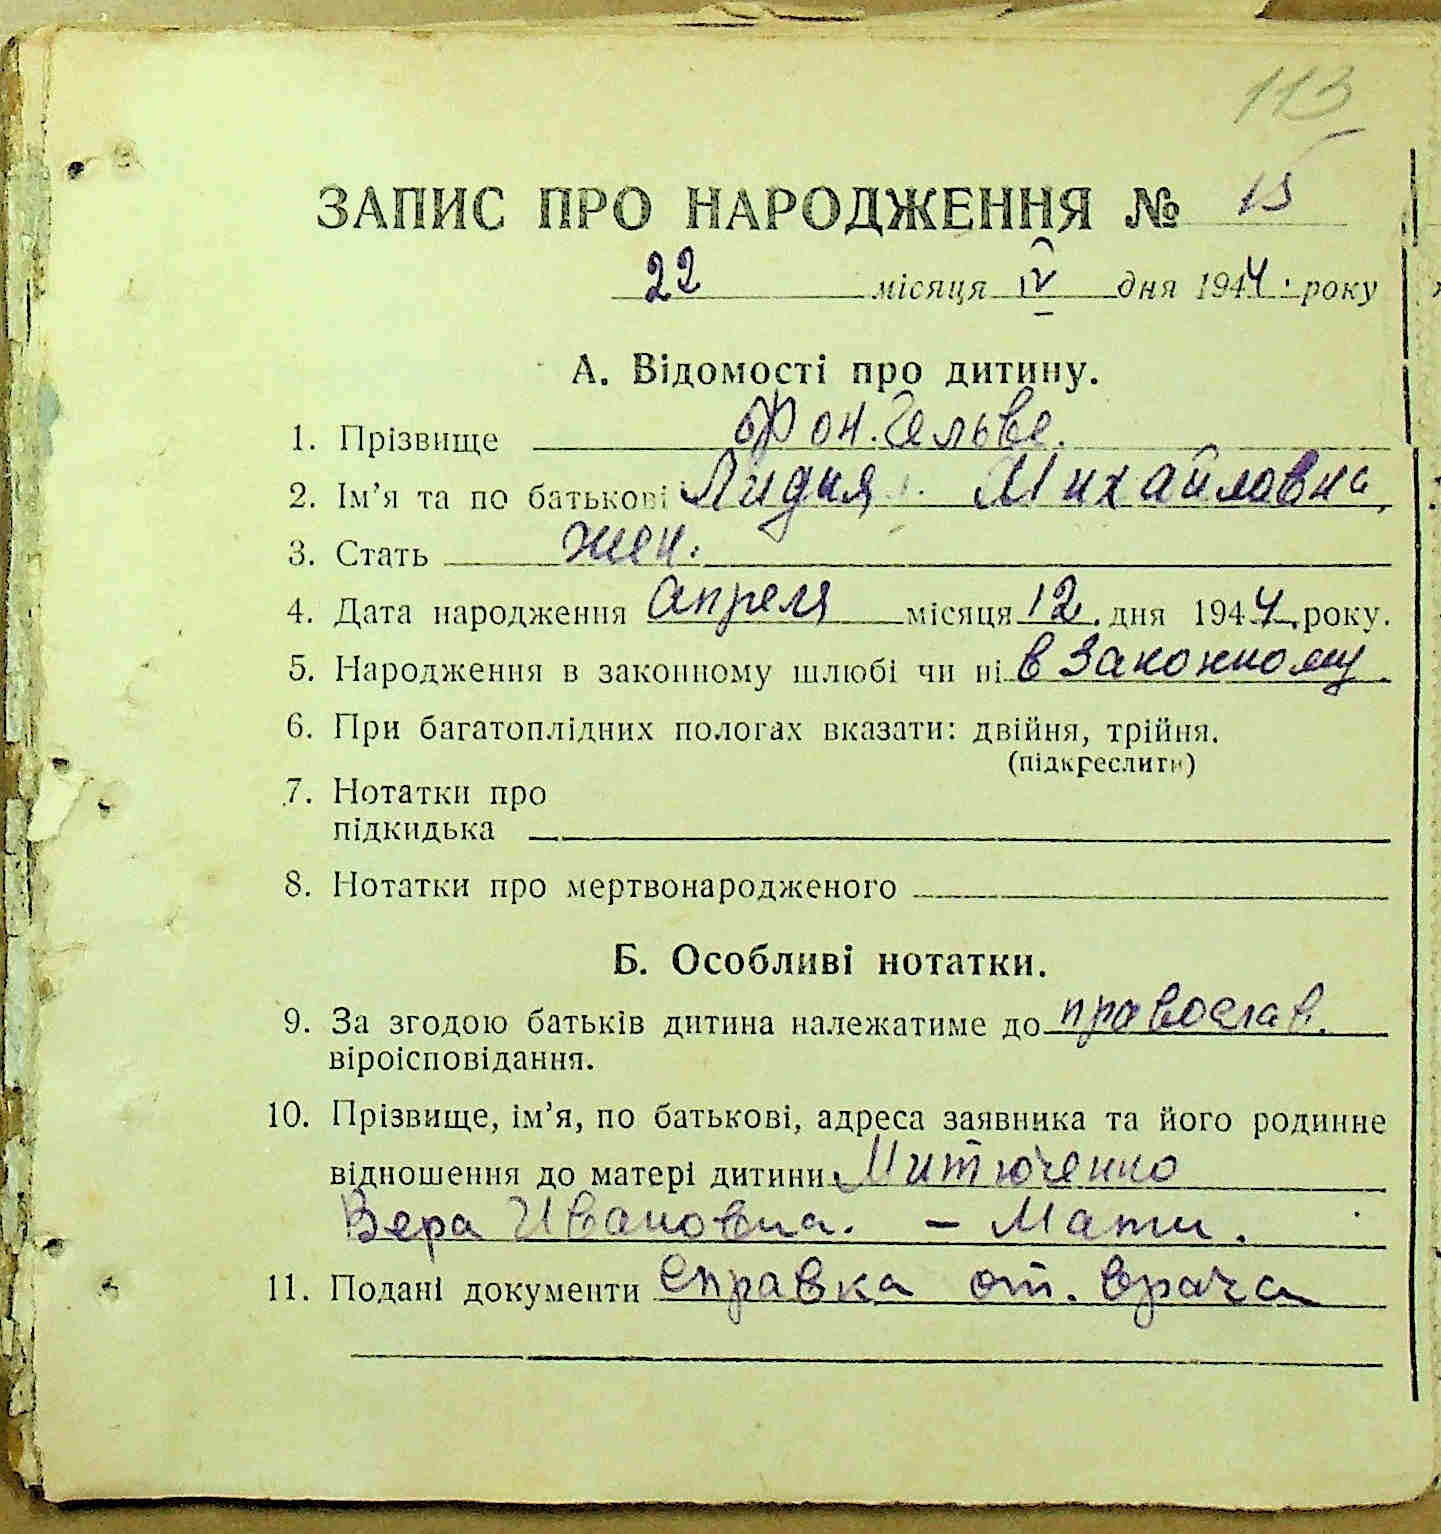 113
ЗАПИС ПРО НАРОДЖЕННЯ № 15
22 місяця IV дня 1944. року
А. Відомості про дитину.
1. Прізвище Фон. Гельве.
2. Ім'я та по батькові Лидия. Михайловна.
3. Стать жен.
4. Дата народження Апреля місяця 12. дня 1944. року.
5. Народження в законному шлюбі чи ні в Законному.
6. При багатоплідних пологах вказати: двійня, трійня.
(підкреслити)
7. Нотатки про
підкидька
8. Нотатки про мертвонародженого
Б. Особливі нотатки.
9. За згодою батьків дитина належатиме до православ.
віроісповідання.
10. Прізвище, ім'я, по батькові, адреса заявника та його родинне
відношення до матері дитини Митюченко
Вера Ивановна. – Мати.
11. Подані документи Справка от. врача